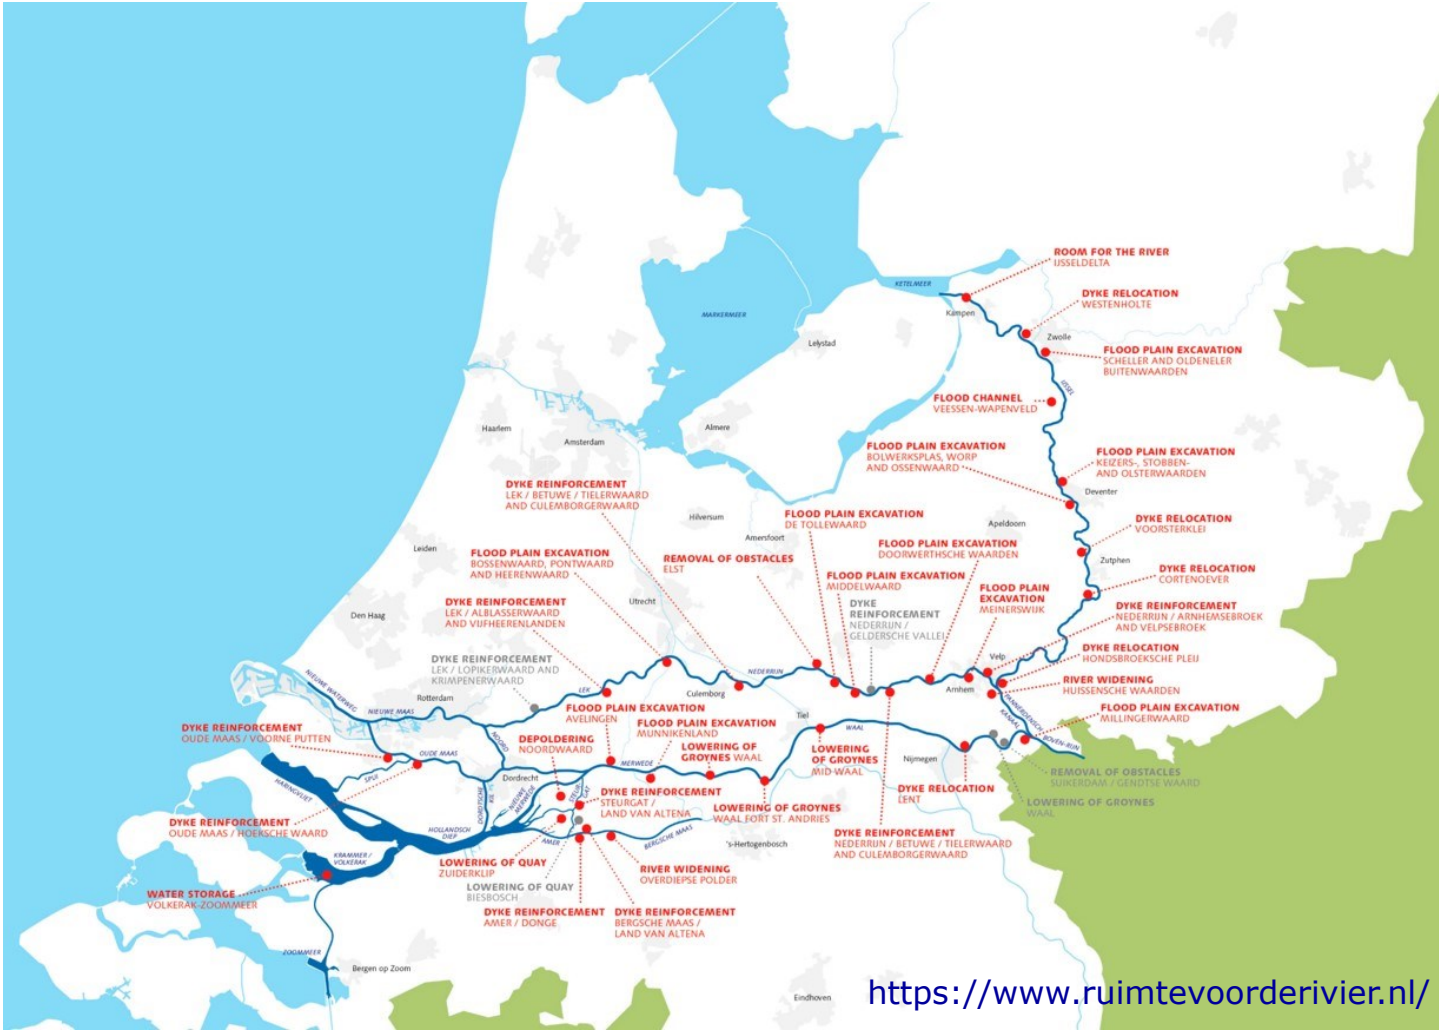 ROOM FOR THE RIVER
IJSSELDELTA
KETELMEER
DYKE RELOCATION
WESTENHOLTE
Kampen
MARKERMEER
Zwolle
Lelystad
FLOOD PLAIN EXCAVATION
SCHELLER AND OLDENELER
BUITENWAARDEN
IJSSEL
FLOOD CHANNEL
VEESSEN-WAPENVELD
Haarlem
Almere
Amsterdam
FLOOD PLAIN EXCAVATION
BOLWERKSPLAS, WORP
AND OSSENWAARD
FLOOD PLAIN EXCAVATION
KEIZERS-, STOBBEN-
AND OLSTERWAARDEN
DYKE REINFORCEMENT
LEK / BETUWE / TIELERWAARD
AND CULEMBORGERWAARD
Deventer
Hilversum
FLOOD PLAIN EXCAVATION
DE TOLLEWAARD
Apeldoorn
DYKE RELOCATION
VOORSTERKLEI
Amersfoort
Leiden
FLOOD PLAIN EXCAVATION
BOSSENWAARD, PONTWAARD
AND HEERENWAARD
REMOVAL OF OBSTACLES
ELST
FLOOD PLAIN EXCAVATION
DOORWERTHSCHE WAARDEN
Zutphen
FLOOD PLAIN EXCAVATION
MIDDELWAARD
DYKE RELOCATION
CORTENOEVER
FLOOD PLAIN
EXCAVATION
MEINERSWIJK
Den Haag
DYKE REINFORCEMENT
LEK / ALBLASSERWAARD
AND VIJFHEERENLANDEN
Utrecht
DYKE
REINFORCEMENT
NEDERRIJN /
GELDERSCHE VALLEI
DYKE REINFORCEMENT
NEDERRIJN / ARNHEMSEBROEK
AND VELPSEBROEK
DYKE REINFORCEMENT
LEK / LOPIKERWAARD AND
KRIMPENERWAARD
Velp
DYKE RELOCATION
HONDSBROEKSCHE PLEIJ
NEDERRIJN
NIEUWE WATERWEG
Rotterdam
LEK
Culemborg
Arnhem
RIVER WIDENING
HUISSENSCHE WAARDEN
NIEUWE MAAS
FLOOD PLAIN EXCAVATION
AVELINGEN
FLOOD PLAIN EXCAVATION
MUNNIKENLAND
Tiel
WAAL
PANNERDENSCH
KANAAL
FLOOD PLAIN EXCAVATION
MILLINGERWAARD
DYKE REINFORCEMENT
OUDE MAAS / VOORNE PUTTEN
OUDE MAAS
NOORD
DEPOLDERING
NOORDWAARD
MERWEDE
LOWERING OF
GROYNES WAAL
LOWERING
OF GROYNES
MID-WAAL
Nijmegen
BOVEN-RIJN
SPUI
Dordrecht
REMOVAL OF OBSTACLES
SUIKERDAM / GENDTSE WAARD
HARINGVLIET
DORDTSCHE
KIL
NIEUWE
MERWEDE
STEUR
GAT
DYKE REINFORCEMENT
STEURGAT /
LAND VAN ALTENA
LOWERING OF GROYNES
WAAL FORT ST. ANDRIES
DYKE RELOCATION
LENT
LOWERING OF GROYNES
WAAL
DYKE REINFORCEMENT
OUDE MAAS / HOEKSCHE WAARD
HOLLANDSCH
DIEP
AMER
BERGSCHE MAAS
's-Hertogenbosch
DYKE REINFORCEMENT
NEDERRIJN / BETUWE / TIELERWAARD
AND CULEMBORGERWAARD
KRAMMER /
VOLKERAK
LOWERING OF QUAY
ZUIDERKLIP
RIVER WIDENING
OVERDIEPSE POLDER
LOWERING OF QUAY
BIESBOSCH
WATER STORAGE
VOLKERAK-ZOOMMEER
DYKE REINFORCEMENT
AMER / DONGE
DYKE REINFORCEMENT
BERGSCHE MAAS /
LAND VAN ALTENA
ZOOMMEER
Bergen op Zoom
Eindhoven
https://www.ruimtevoorderivier.nl/